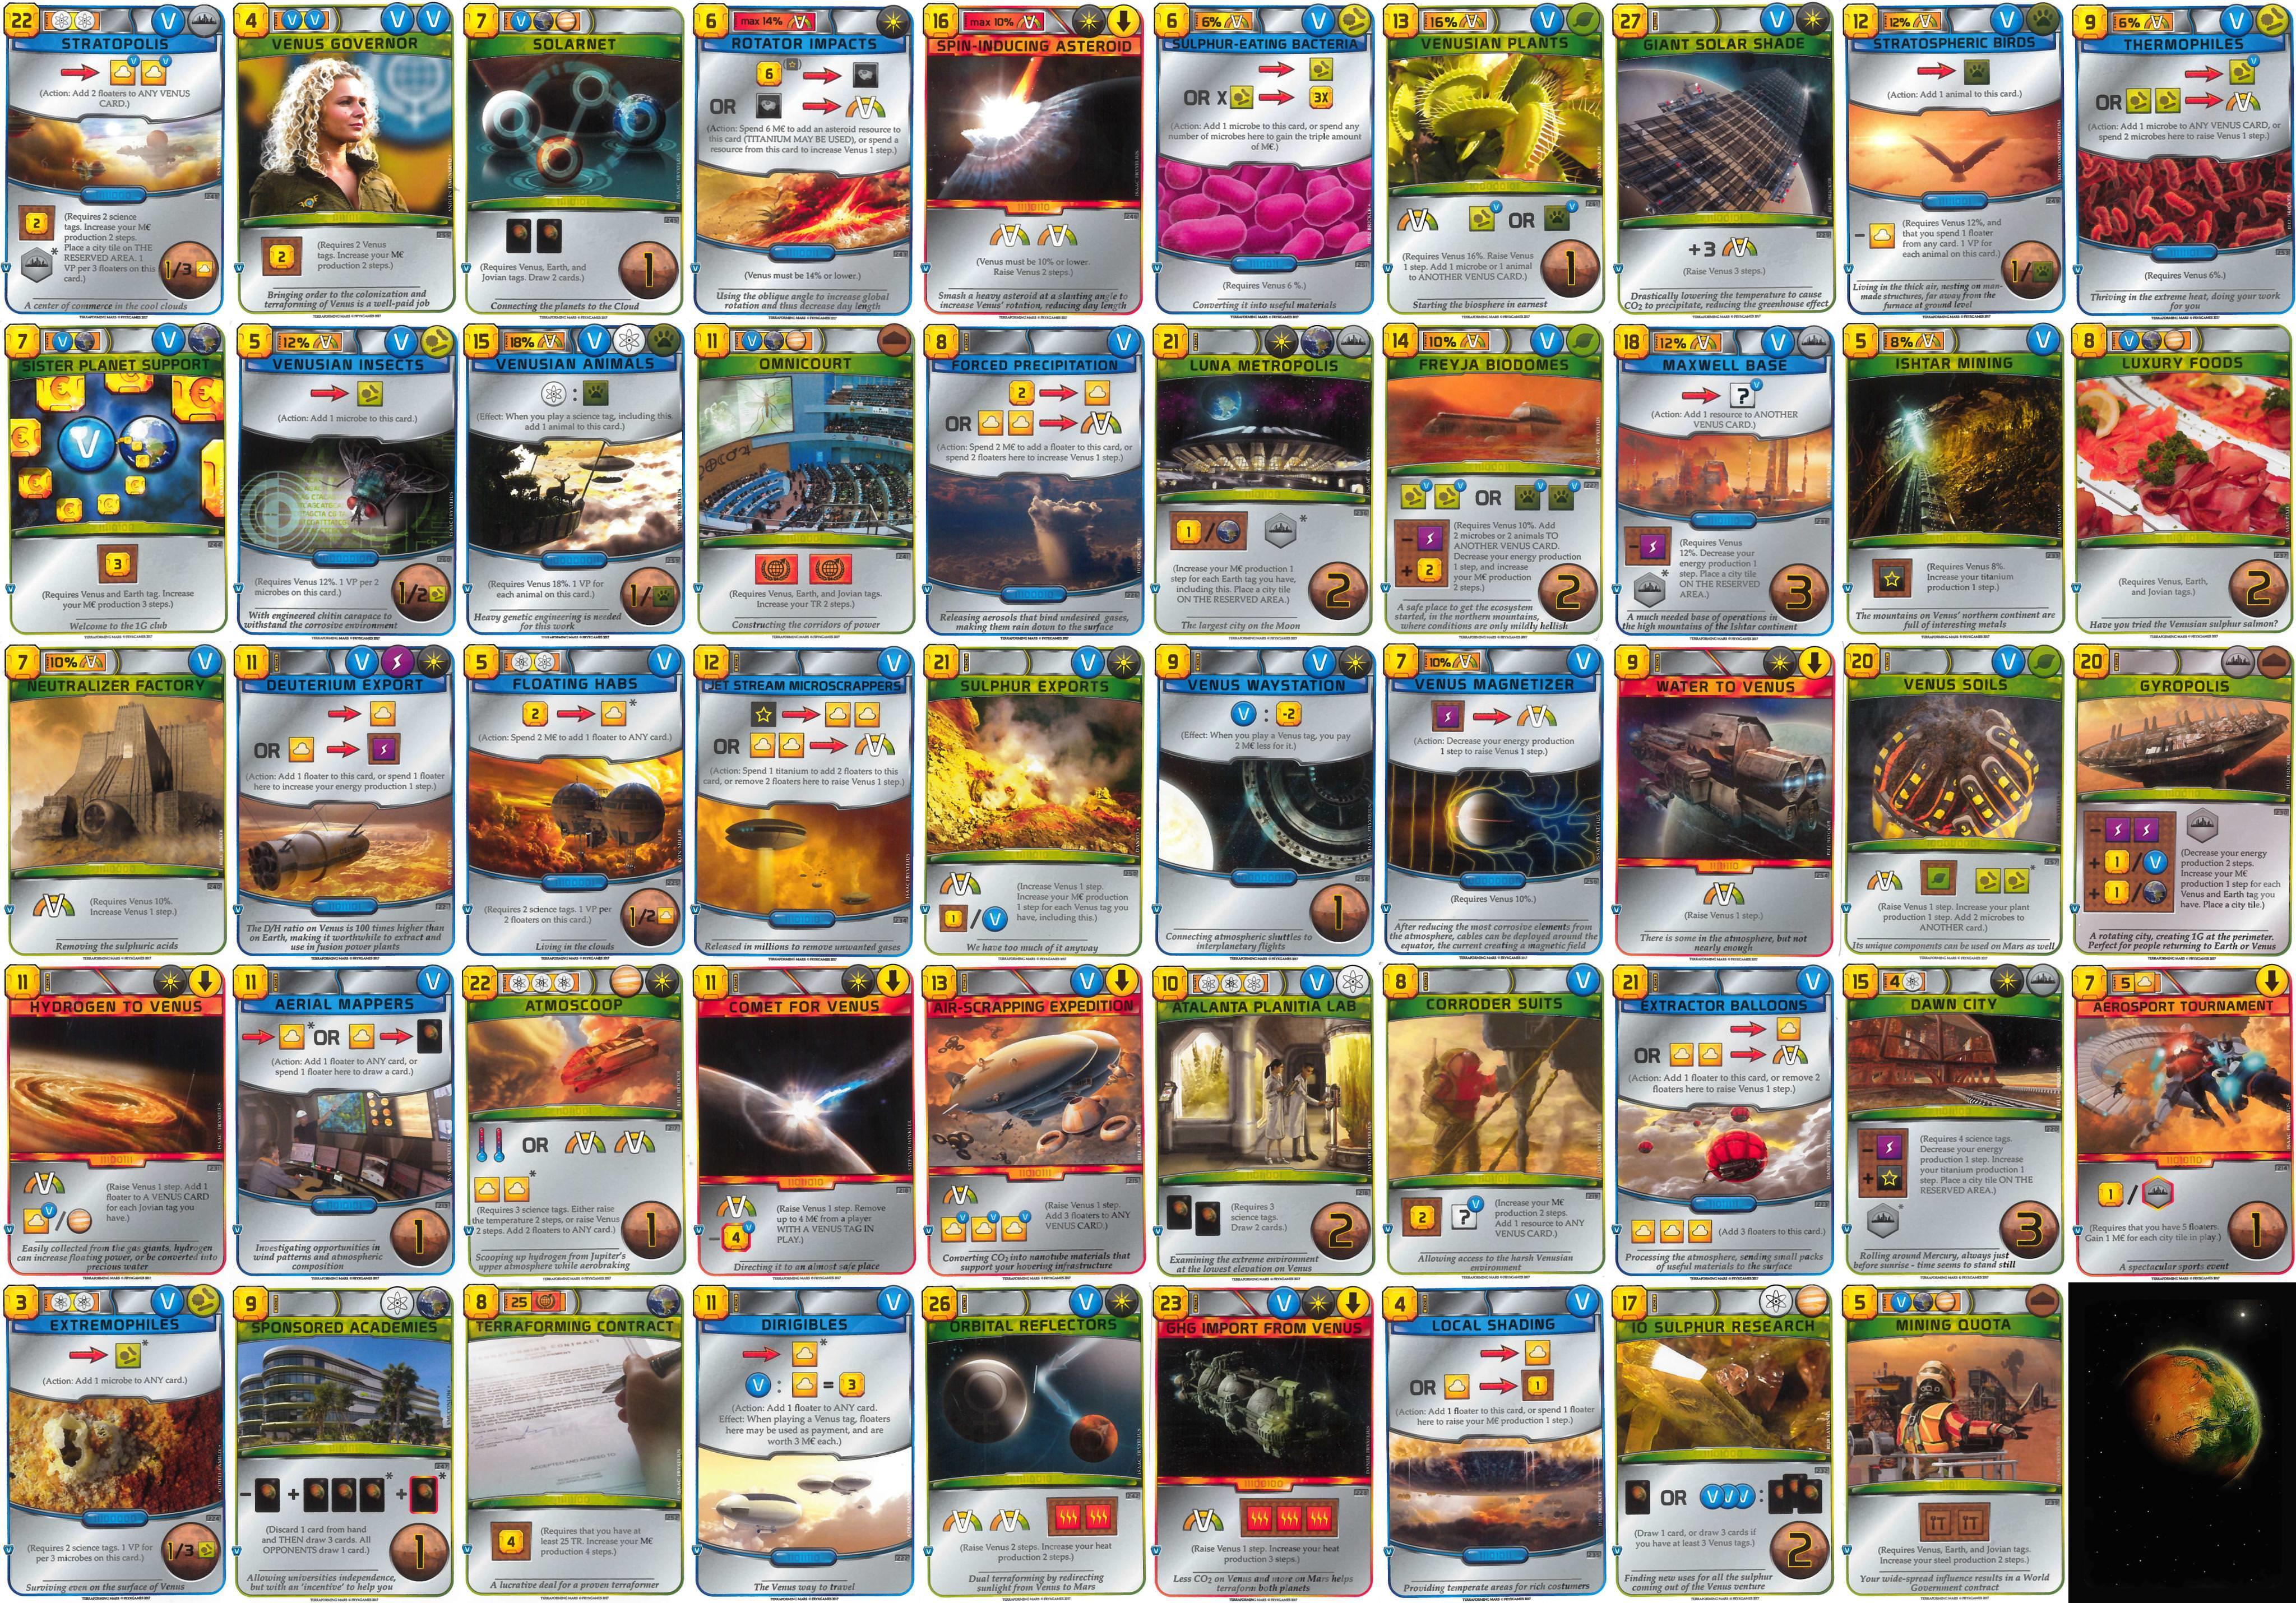 22
STRATOPOLIS
(Action: Add 2 floaters to ANY VENUS
CARD.)
2
(Requires 2 science
tags. Increase your M€
production 2 steps.
Place a city tile on THE
RESERVED AREA. 1
VP per 3 floaters on this
card.)
1/3
A center of commerce in the cool clouds
4
VENUS GOVERNOR
2
(Requires 2 Venus
tags. Increase your M€
production 2 steps.)
Bringing order to the colonization and
terraforming of Venus is a well-paid job
7
SOLARNET
(Requires Venus, Earth, and
Jovian tags. Draw 2 cards.)
1
Connecting the planets to the Cloud
6
max 14%
ROTATOR IMPACTS
6
OR
(Action: Spend 6 M€ to add an asteroid resource to
this card (TITANIUM MAY BE USED), or spend a
resource from this card to increase Venus 1 step.)
(Venus must be 14% or lower.)
Using the oblique angle to increase global
rotation and thus decrease day length
16
max 10%
SPIN-INDUCING ASTEROID
(Venus must be 10% or lower.
Raise Venus 2 steps.)
Smash a heavy asteroid at a slanting angle to
increase Venus' rotation, reducing day length
6
6%
SULPHUR-EATING BACTERIA
OR X
3X
(Action: Add 1 microbe to this card, or spend any
number of microbes here to gain the triple amount
of M€.)
(Requires Venus 6 %.)
Converting it into useful materials
13
16%
VENUSIAN PLANTS
OR
(Requires Venus 16%. Raise Venus
1 step. Add 1 microbe or 1 animal
to ANOTHER VENUS CARD.)
1
Starting the biosphere in earnest
27
GIANT SOLAR SHADE
+3
(Raise Venus 3 steps.)
Drastically lowering the temperature to cause
CO2 to precipitate, reducing the greenhouse effect
12
12%
STRATOSPHERIC BIRDS
(Action: Add 1 animal to this card.)
(Requires Venus 12%, and
that you spend 1 floater
from any card. 1 VP for
each animal on this card.)
1/
Living in the thick air, nesting on man-
made structures, far away from the
furnace at ground level
9
6%
THERMOPHILES
OR
(Action: Add 1 microbe to ANY VENUS CARD, or
spend 2 microbes here to raise Venus 1 step.)
(Requires Venus 6%.)
Thriving in the extreme heat, doing your work
for you
7
SISTER PLANET SUPPORT
3
(Requires Venus and Earth tag. Increase
your M€ production 3 steps.)
Welcome to the 1G club
5
12%
VENUSIAN INSECTS
(Action: Add 1 microbe to this card.)
(Requires Venus 12%. 1 VP per 2
microbes on this card.)
1/2
With engineered chitin carapace to
withstand the corrosive environment
15
18%
VENUSIAN ANIMALS
(Effect: When you play a science tag, including this,
add 1 animal to this card.)
(Requires Venus 18%. 1 VP for
each animal on this card.)
1/
Heavy genetic engineering is needed
for this work
11
OMNICOURT
(Requires Venus, Earth, and Jovian tags.
Increase your TR 2 steps.)
Constructing the corridors of power
8
FORCED PRECIPITATION
2
OR
(Action: Spend 2 M€ to add a floater to this card, or
spend 2 floaters here to increase Venus 1 step.)
Releasing aerosols that bind undesired gases,
making them rain down to the surface
21
LUNA METROPOLIS
1/
(Increase your M€ production 1
step for each Earth tag you have,
including this. Place a city tile
ON THE RESERVED AREA.)
2
The largest city on the Moon
14
10%
FREYJA BIODOMES
OR
+ 2
(Requires Venus 10%. Add
2 microbes or 2 animals TO
ANOTHER VENUS CARD.
Decrease your energy production
1 step, and increase
your M€ production
2 steps.)
2
A safe place to get the ecosystem
started, in the northern mountains,
where conditions are only mildly hellish
18
12%
MAXWELL BASE
?
(Action: Add 1 resource to ANOTHER
VENUS CARD.)
(Requires Venus
12%. Decrease your
energy production 1
step. Place a city tile
ON THE RESERVED
AREA.)
3
A much needed base of operations in
the high mountains of the Ishtar continent
5
8%
ISHTAR MINING
(Requires Venus 8%.
Increase your titanium
production 1 step.)
The mountains on Venus' northern continent are
full of interesting metals
8
LUXURY FOODS
(Requires Venus, Earth,
and Jovian tags.)
2
Have you tried the Venusian sulphur salmon?
7
10%
NEUTRALIZER FACTORY
(Requires Venus 10%.
Increase Venus 1 step.)
Removing the sulphuric acids
11
DEUTERIUM EXPORT
OR
(Action: Add 1 floater to this card, or spend 1 floater
here to increase your energy production 1 step.)
The D/H ratio on Venus is 100 times higher than
on Earth, making it worthwhile to extract and
use in fusion power plants
5
FLOATING HABS
2
(Action: Spend 2 M€ to add 1 floater to ANY card.)
(Requires 2 science tags. 1 VP per
2 floaters on this card.)
1/2
Living in the clouds
12
JET STREAM MICROSCRAPPERS
OR
(Action: Spend 1 titanium to add 2 floaters to this
card, or remove 2 floaters here to raise Venus 1 step.)
Released in millions to remove unwanted gases
21
SULPHUR EXPORTS
1/
(Increase Venus 1 step.
Increase your M€ production
1 step for each Venus tag you
have, including this.)
We have too much of it anyway
9
VENUS WAYSTATION
-2
(Effect: When you play a Venus tag, you pay
2 M€ less for it.)
1
Connecting atmospheric shuttles to
interplanetary flights
7
10%
VENUS MAGNETIZER
(Action: Decrease your energy production
1 step to raise Venus 1 step.)
(Requires Venus 10%.)
After reducing the most corrosive elements from
the atmosphere, cables can be deployed around the
equator, the current creating a magnetic field
9
WATER TO VENUS
(Raise Venus 1 step.)
There is some in the atmosphere, but not
nearly enough
20
VENUS SOILS
(Raise Venus 1 step. Increase your plant
production 1 step. Add 2 microbes to
ANOTHER card.)
Its unique components can be used on Mars as well
20
GYROPOLIS
+ 1/
+ 1/
(Decrease your energy
production 2 steps.
Increase your M€
production 1 step for each
Venus and Earth tag you
have. Place a city tile.)
A rotating city, creating 1G at the perimeter.
Perfect for people returning to Earth or Venus
11
HYDROGEN TO VENUS
(Raise Venus 1 step. Add 1
floater to A VENUS CARD
for each Jovian tag you
have.)
Easily collected from the gas giants, hydrogen
can increase floating power, or be converted into
precious water
11
AERIAL MAPPERS
OR
(Action: Add 1 floater to ANY card, or
spend 1 floater here to draw a card.)
1
Investigating opportunities in
wind patterns and atmospheric
composition
22
ATMOSCOOP
OR
(Requires 3 science tags. Either raise
the temperature 2 steps, or raise Venus
2 steps. Add 2 floaters to ANY card.)
1
Scooping up hydrogen from Jupiter's
upper atmosphere while aerobraking
11
COMET FOR VENUS
- 4
(Raise Venus 1 step. Remove
up to 4 M€ from a player
WITH A VENUS TAG IN
PLAY.)
Directing it to an almost safe place
13
AIR-SCRAPPING EXPEDITION
(Raise Venus 1 step.
Add 3 floaters to ANY
VENUS CARD.)
Converting CO2 into nanotube materials that
support your hovering infrastructure
10
ATALANTA PLANITIA LAB
(Requires 3
science tags.
Draw 2 cards.)
2
Examining the extreme environment
at the lowest elevation on Venus
8
CORRODER SUITS
2 ?
(Increase your M€
production 2 steps.
Add 1 resource to ANY
VENUS CARD.)
Allowing access to the harsh Venusian
environment
21
EXTRACTOR BALLOONS
OR
(Action: Add 1 floater to this card, or remove 2
floaters here to raise Venus 1 step.)
(Add 3 floaters to this card.)
Processing the atmosphere, sending small packs
of useful materials to the surface
15
4
DAWN CITY
(Requires 4 science tags.
Decrease your energy
production 1 step. Increase
your titanium production 1
step. Place a city tile ON THE
RESERVED AREA.)
3
Rolling around Mercury, always just
before sunrise - time seems to stand still
7
5
AEROSPORT TOURNAMENT
1 /
(Requires that you have 5 floaters.
Gain 1 M€ for each city tile in play.)
1
A spectacular sports event
3
EXTREMOPHILES
(Action: Add 1 microbe to ANY card.)
(Requires 2 science tags. 1 VP
per 3 microbes on this card.)
1/3
Surviving even on the surface of Venus
9
SPONSORED ACADEMIES
(Discard 1 card from hand
and THEN draw 3 cards. All
OPPONENTS draw 1 card.)
1
Allowing universities independence,
but with an 'incentive' to help you
8
25
TERRAFORMING CONTRACT
4
(Requires that you have at
least 25 TR. Increase your M€
production 4 steps.)
A lucrative deal for a proven terraformer
11
DIRIGIBLES
= 3
(Action: Add 1 floater to ANY card.
Effect: When playing a Venus tag, floaters
here may be used as payment, and are
worth 3 M€ each.)
The Venus way to travel
26
ORBITAL REFLECTORS
(Raise Venus 2 steps. Increase your heat
production 2 steps.)
Dual terraforming by redirecting
sunlight from Venus to Mars
23
GHG IMPORT FROM VENUS
(Raise Venus 1 step. Increase your heat
production 3 steps.)
Less CO2 on Venus and more on Mars helps
terraform both planets
4
LOCAL SHADING
OR
1
(Action: Add 1 floater to this card, or spend 1 floater
here to raise your M€ production 1 step.)
Providing temperate areas for rich costumers
17
IO SULPHUR RESEARCH
OR
(Draw 1 card, or draw 3 cards if
you have at least 3 Venus tags.)
2
Finding new uses for all the sulphur
coming out of the Venus venture
5
MINING QUOTA
(Requires Venus, Earth, and Jovian tags.
Increase your steel production 2 steps.)
Your wide-spread influence results in a World
Government contract